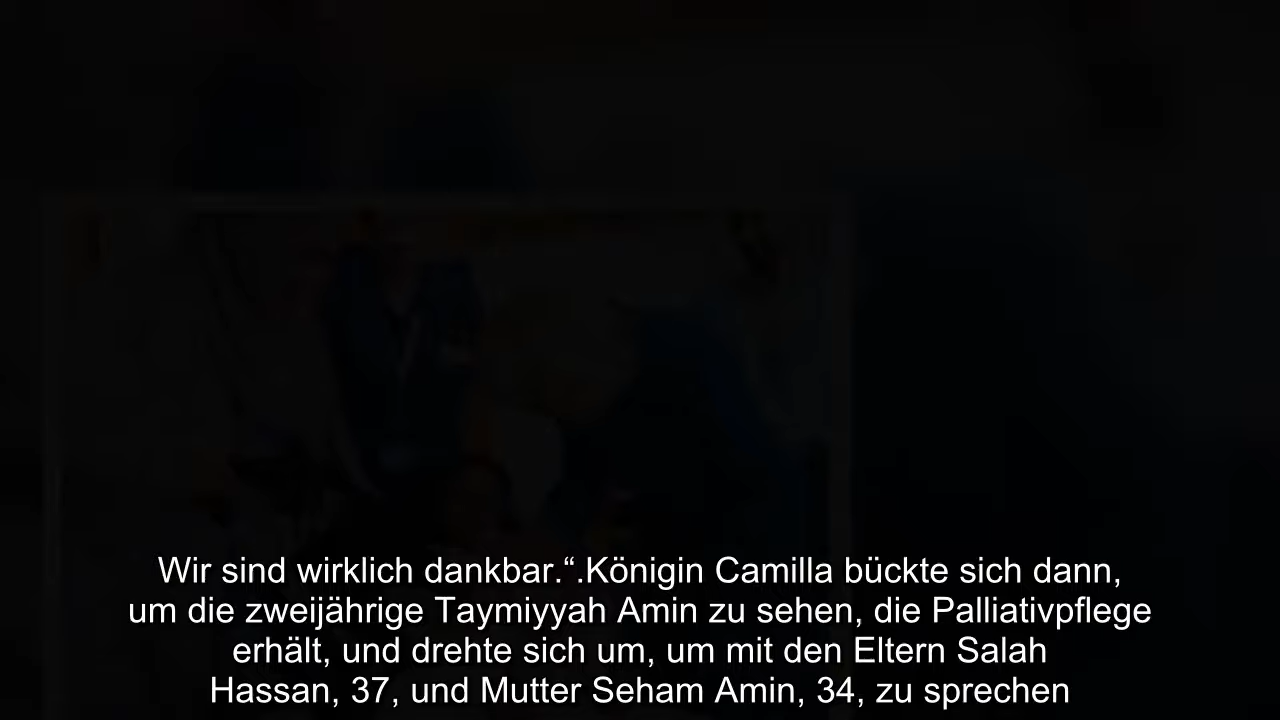 Wir sind wirklich dankbar.“.Königin Camilla bückte sich dann,
um die zweijährige Taymiyyah Amin zu sehen, die Palliativpflege
erhält, und drehte sich um, um mit den Eltern Salah
Hassan, 37, und Mutter Seham Amin, 34, zu sprechen